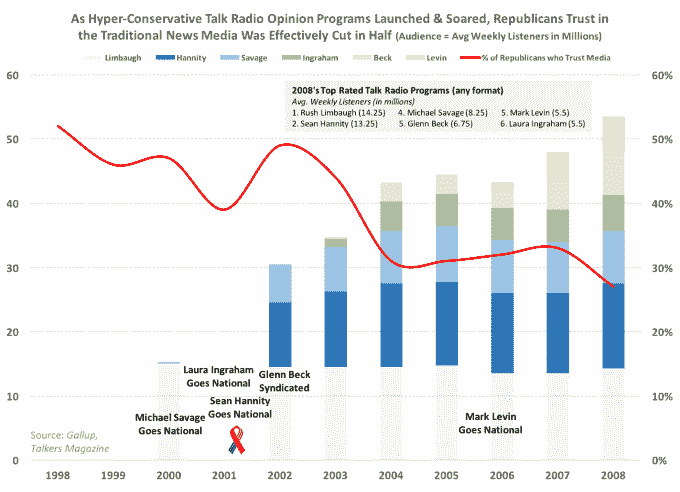 As Hyper-Conservative Talk Radio Opinion Programs Launched & Soared, Republicans Trust in
the Traditional News Media Was Effectively Cut in Half (Audience = Avg Weekly Listeners in Millions)
Limbaugh Hannity Savage Ingraham Beck Levin % of Republicans who Trust Media
60 60%
2008's Top Rated Talk Radio Programs (any format)
Avg. Weekly Listeners (in millions)
1. Rush Limbaugh (14.25) 4. Michael Savage (8.25) 5. Mark Levin (5.5)
2. Sean Hannity (13.25) 5. Glenn Beck (6.75) 6. Laura Ingraham (5.5)
50 50%
40 40%
30 30%
20 20%
Laura Ingraham
Goes National
Glenn Beck
Syndicated
Sean Hannity
Goes National
10 10%
Michael Savage
Goes National
Mark Levin
Goes National
Source: Gallup,
Talkers Magazine
0 0%
1998 1999 2000 2001 2002 2003 2004 2005 2006 2007 2008